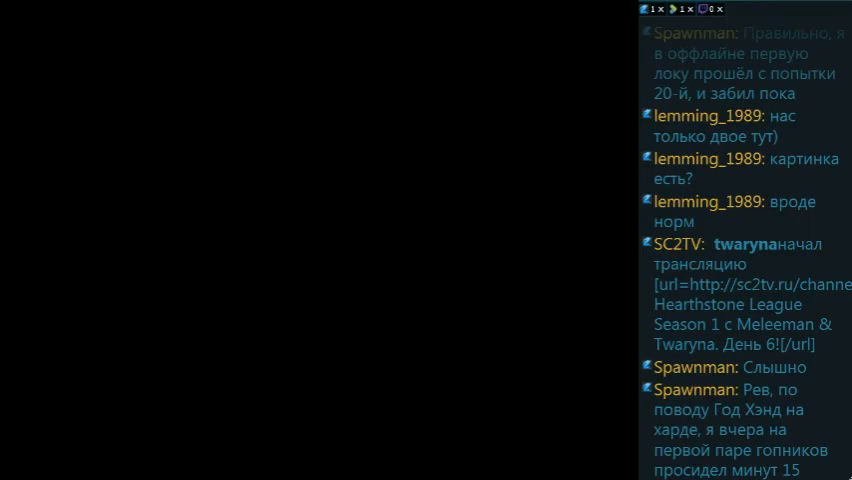 1 x 1 x 0 x
Spawnman: Правильно, я
в оффлайне первую
локу прошёл с попытки
20-й, и забил пока
lemming_1989: нас
только двое тут)
lemming_1989: картинка
есть?
lemming_1989: вроде
норм
SC2TV: twarynaначал
трансляцию
[url=http://sc2tv.ru/channe
Hearthstone League
Season 1 с Meleeman &
Twaryna. День 6![/url]
Spawnman: Слышно
Spawnman: Рев, по
поводу Год Хэнд на
харде, я вчера на
первой паре гопников
просидел минут 15